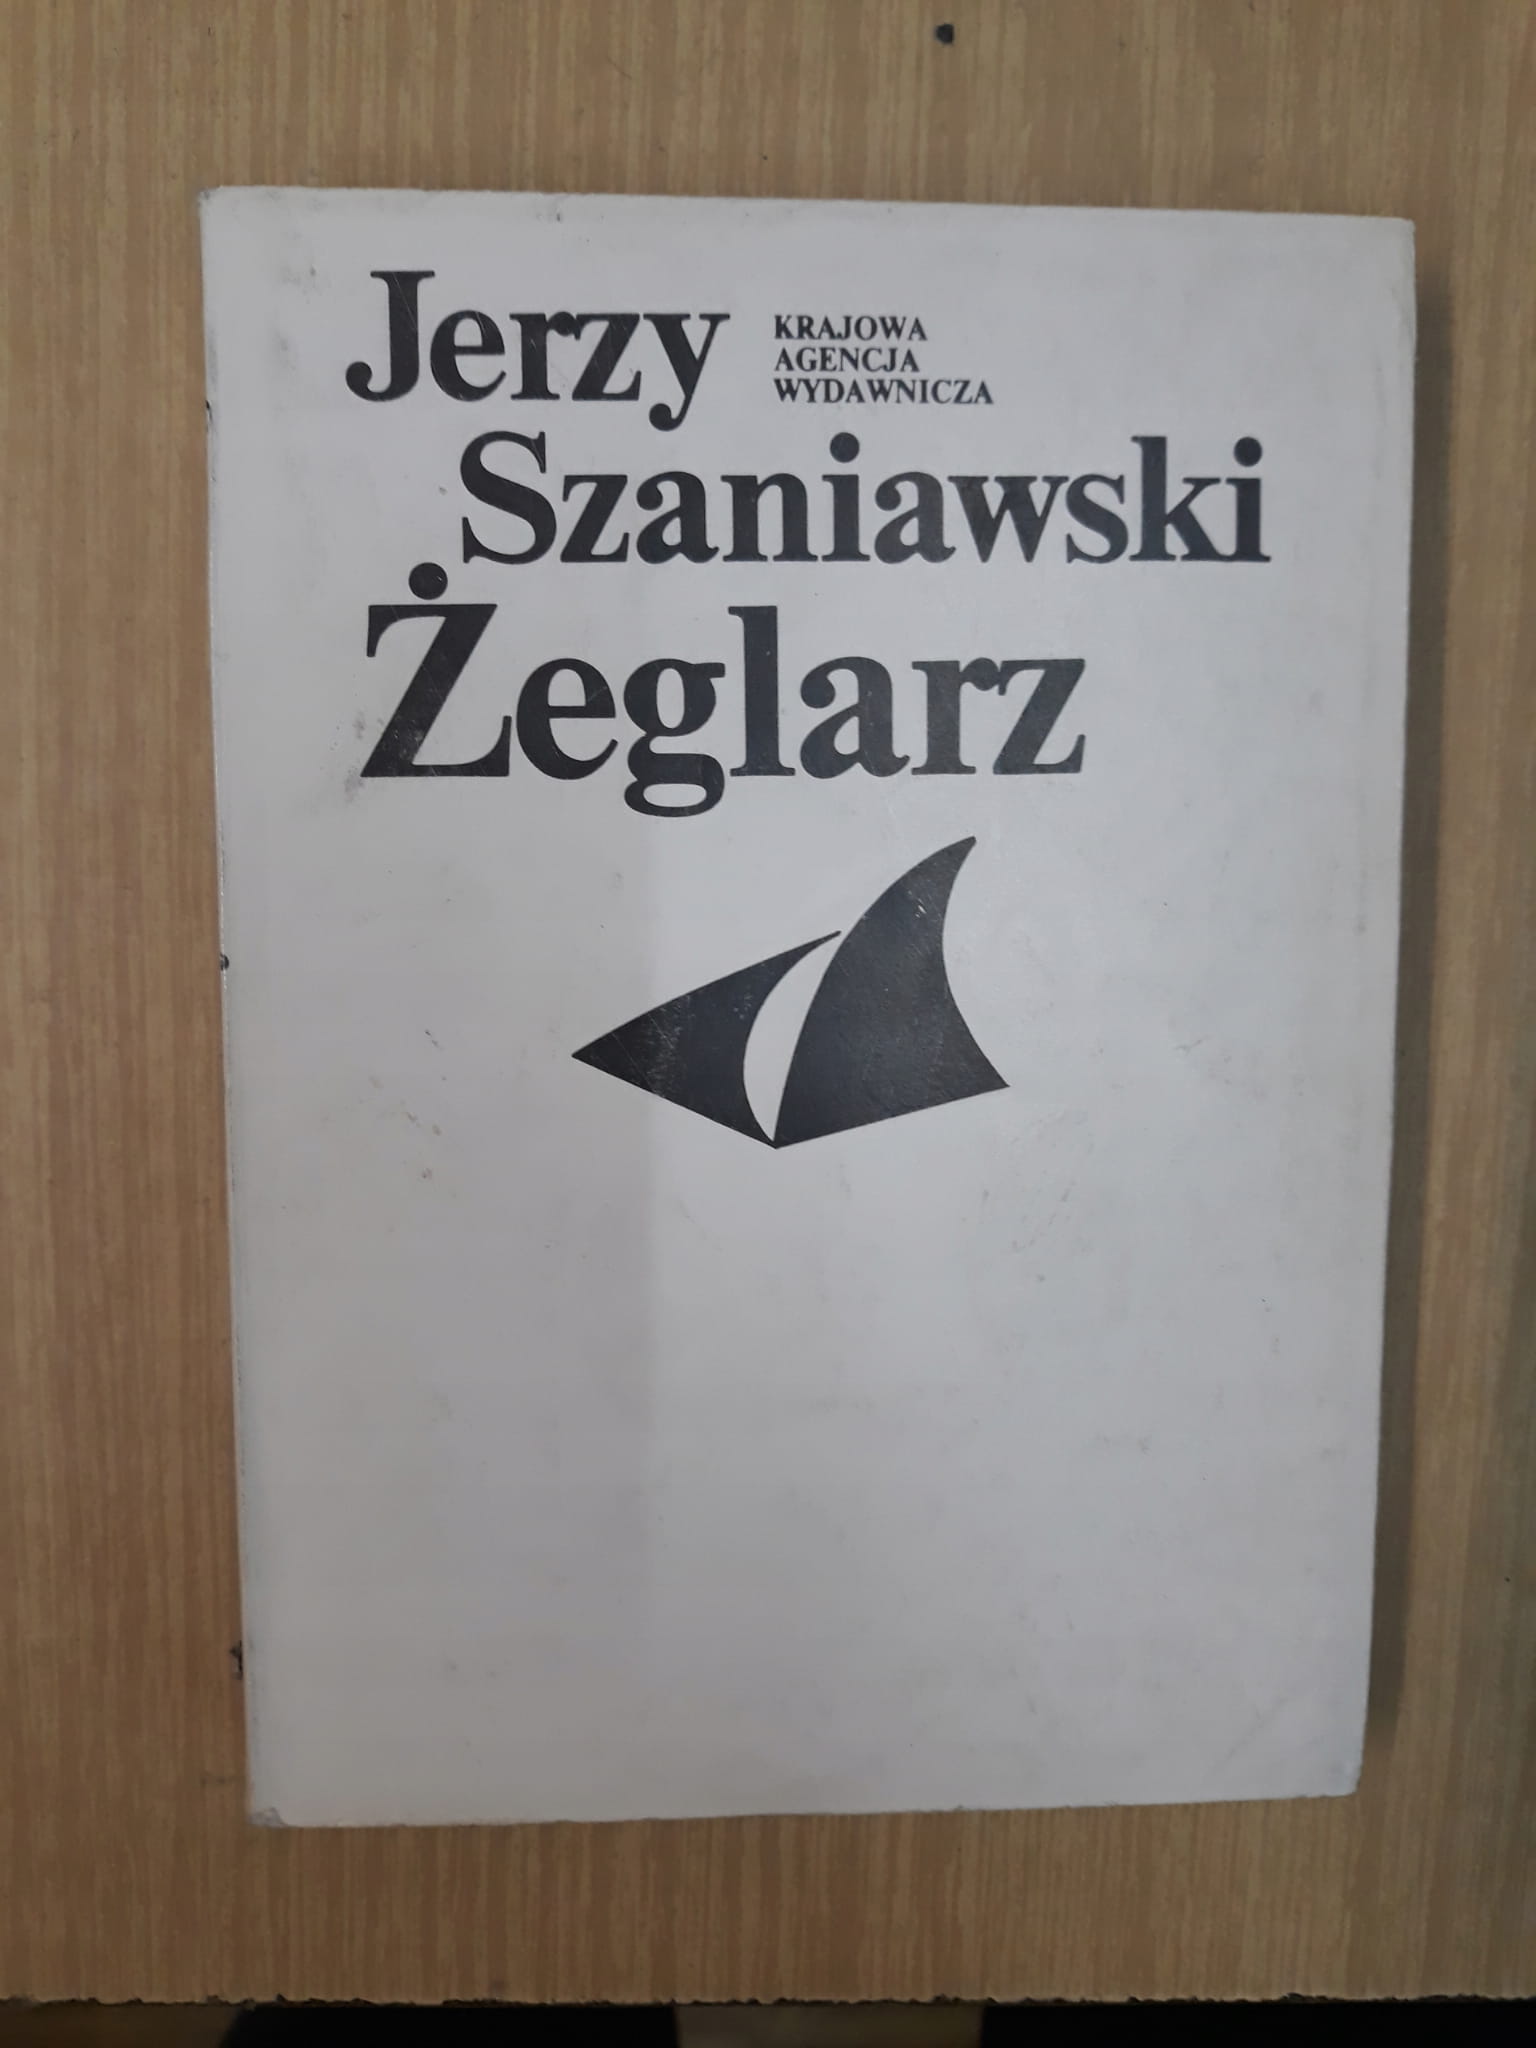 Jerzy
KRAJOWA
AGENCJA
WYDAWNICZA
Szaniawski
Żeglarz